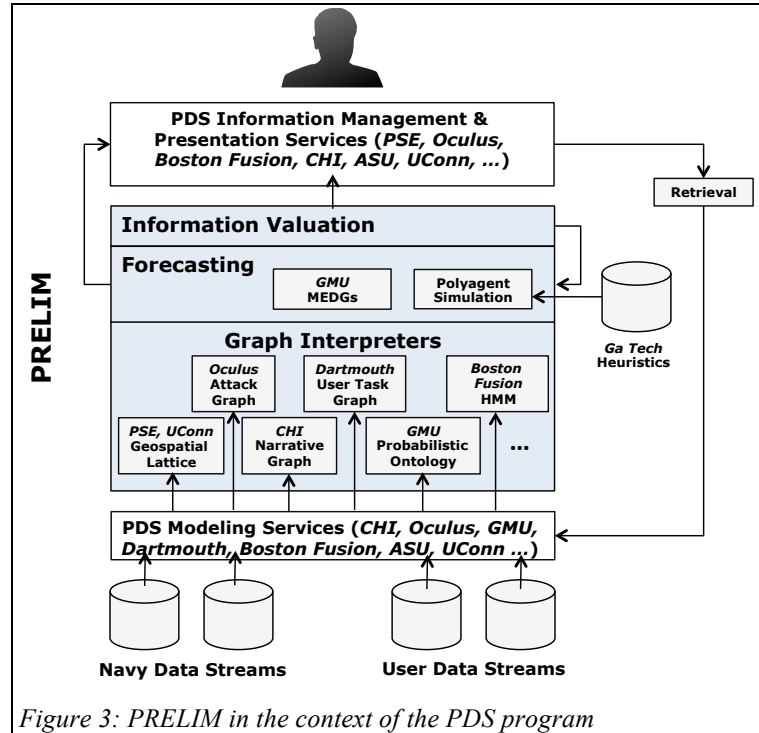 PDS Information Management &
Presentation Services (PSE, Oculus,
Boston Fusion, CHI, ASU, UConn, ...)
Retrieval
PRELIM
Information Valuation
Forecasting
GMU
MEDGs
Polyagent
Simulation
Ga Tech
Heuristics
Graph Interpreters
Oculus
Attack
Graph
Dartmouth
User Task
Graph
Boston
Fusion
HMM
PSE, UConn
Geospatial
Lattice
CHI
Narrative
Graph
GMU
Probabilistic
Ontology
...
PDS Modeling Services (CHI, Oculus, GMU,
Dartmouth, Boston Fusion, ASU, UConn ...)
Navy Data Streams
User Data Streams
Figure 3: PRELIM in the context of the PDS program